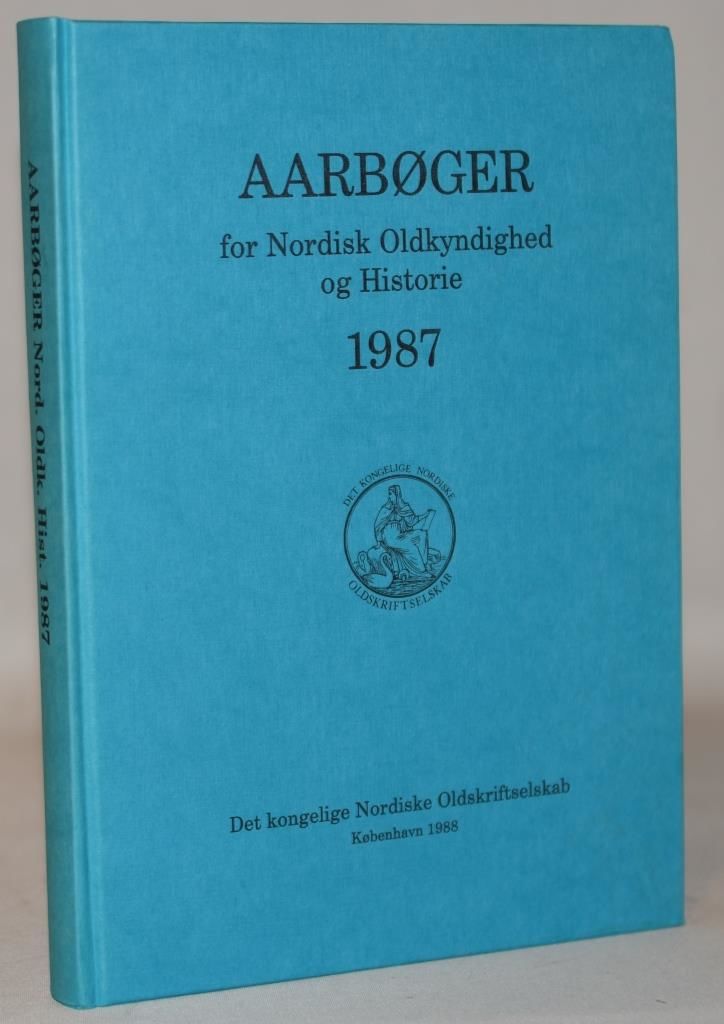 AARBØGER
for Nordisk Oldkyndighed
og Historie
1987
DET KONGELIGE NORDISKE
OLDSKRIFTSELSKAB
Det kongelige Nordiske Oldskriftselskab
København 1988
AARBØGER Nord. Oldk. Hist. 1987